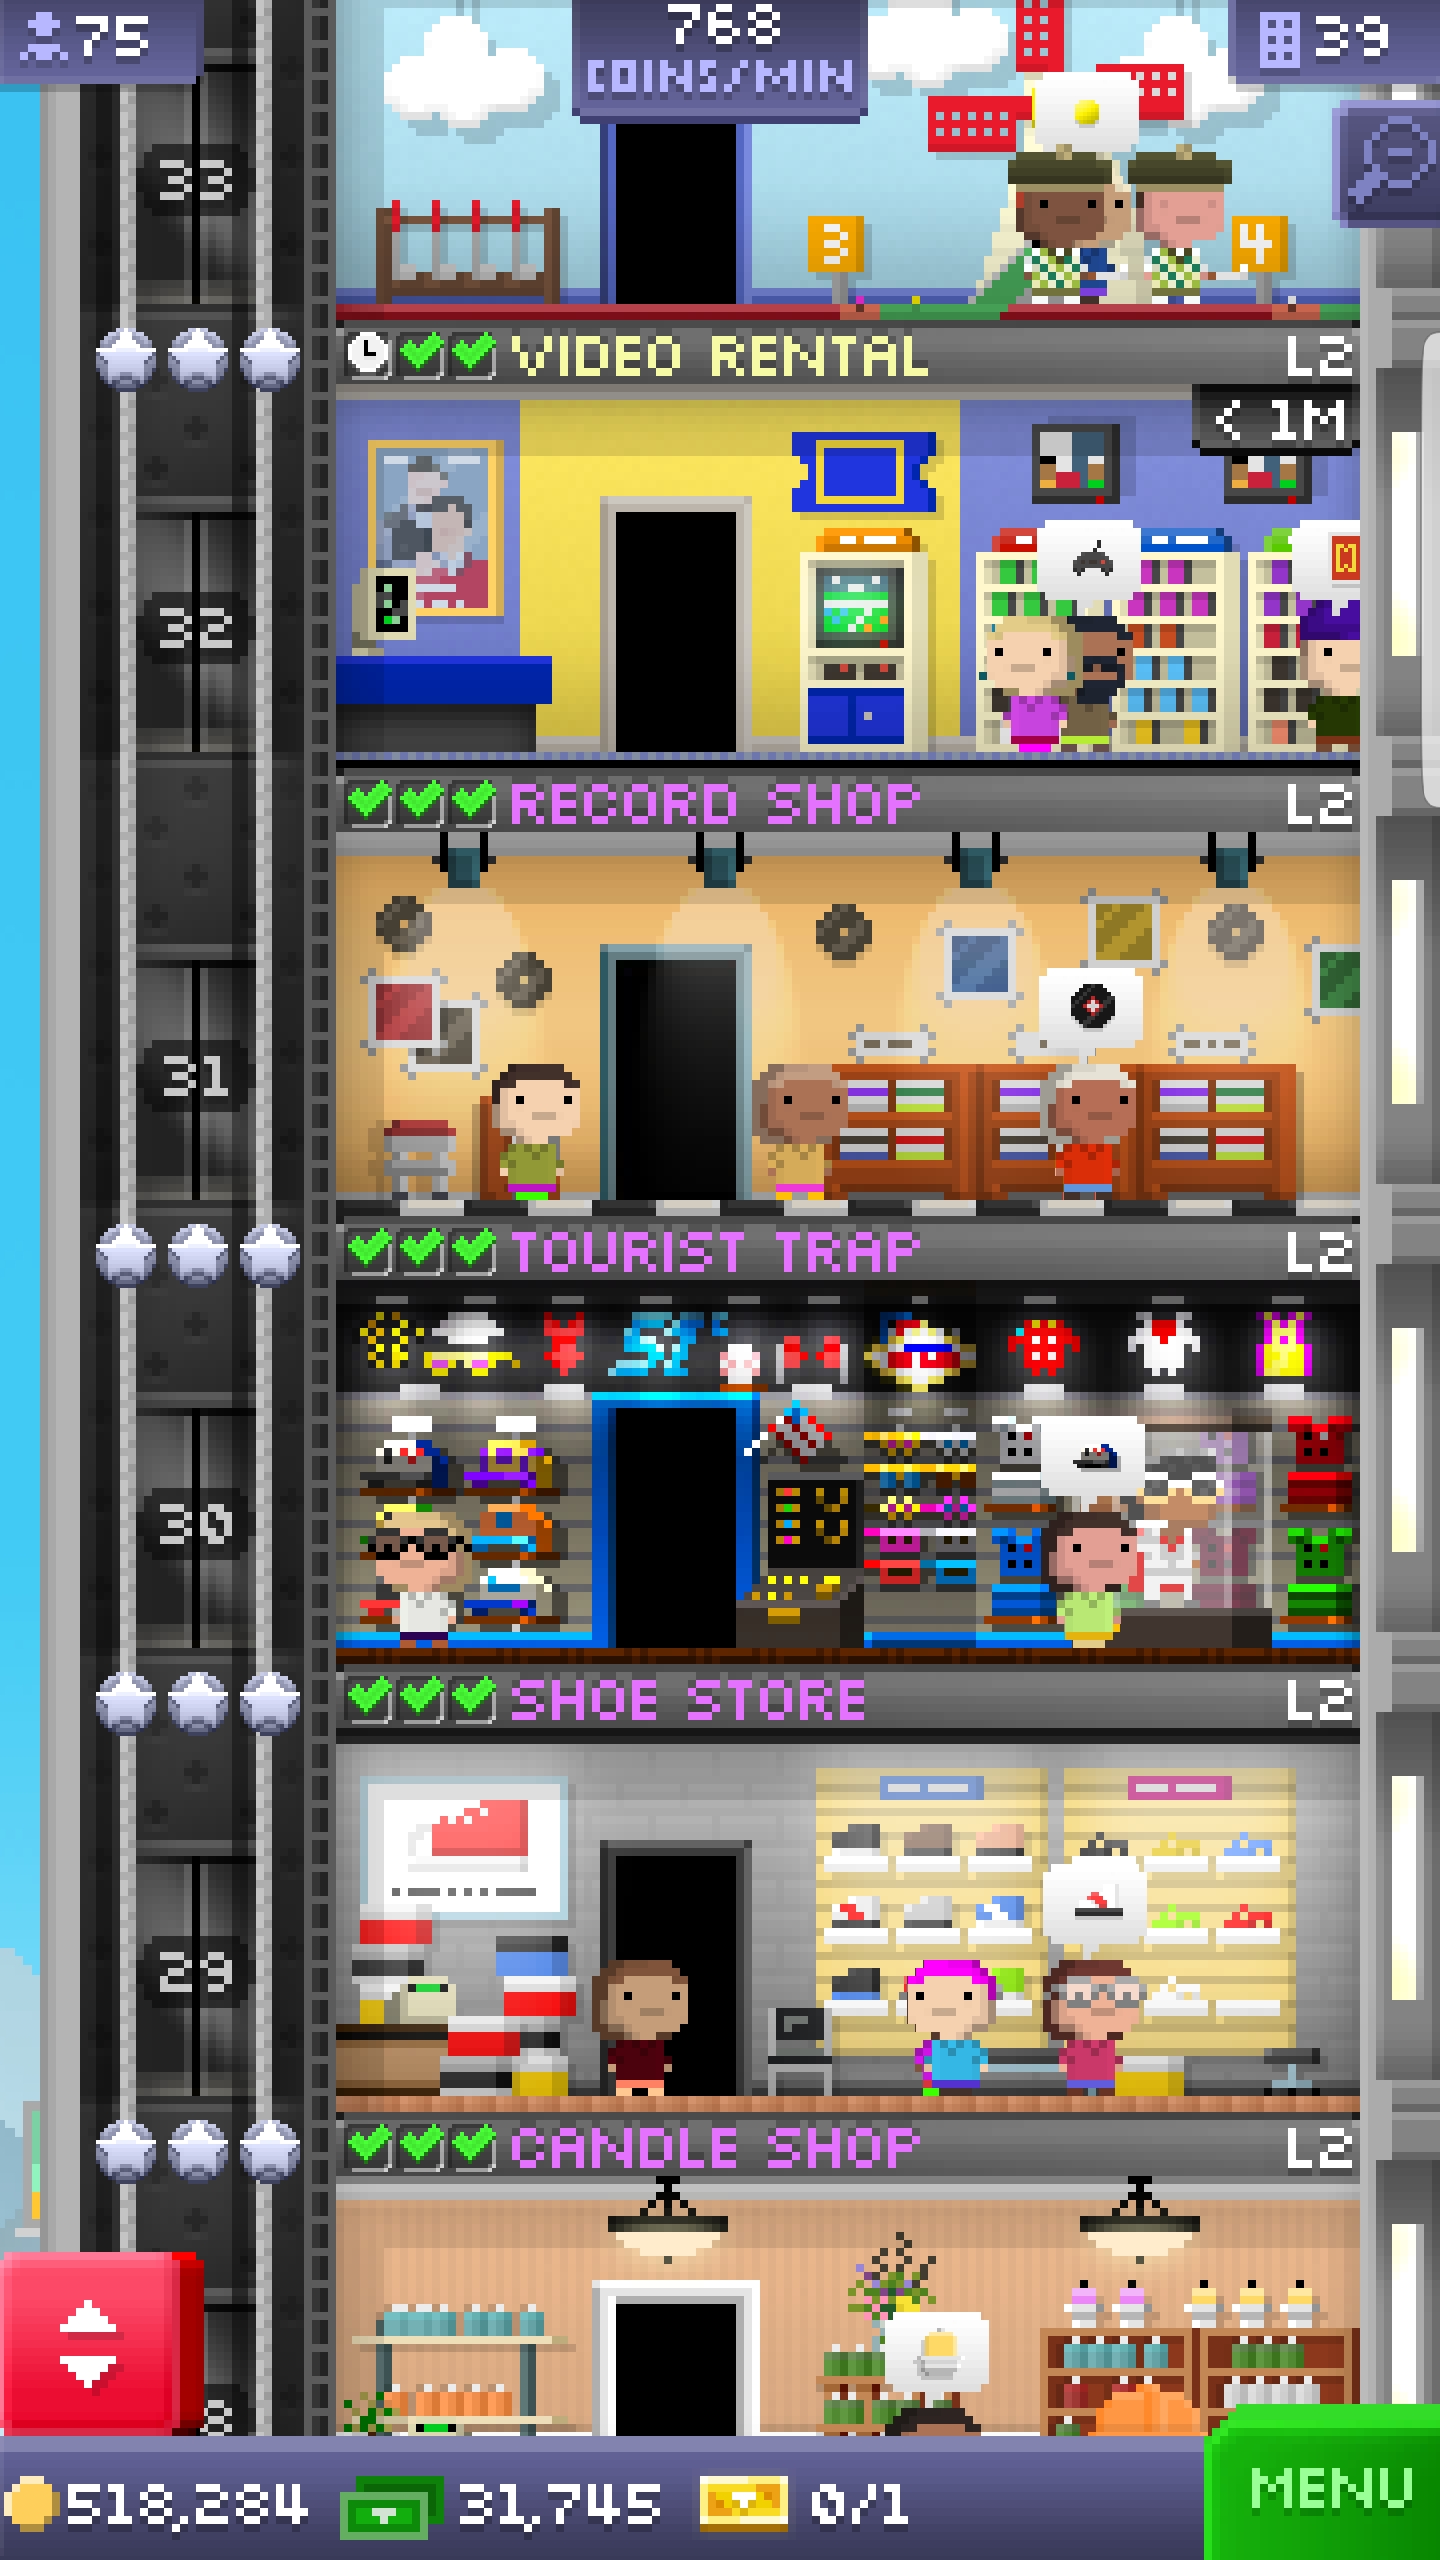 75
768
COINS/MIN
39
33
3
4
VIDEO RENTAL L2
< 1M
32
RECORD SHOP L2
31
TOURIST TRAP L2
30
SHOE STORE L2
29
CANDLE SHOP L2
8
518,284 31,745 0/1
MENU